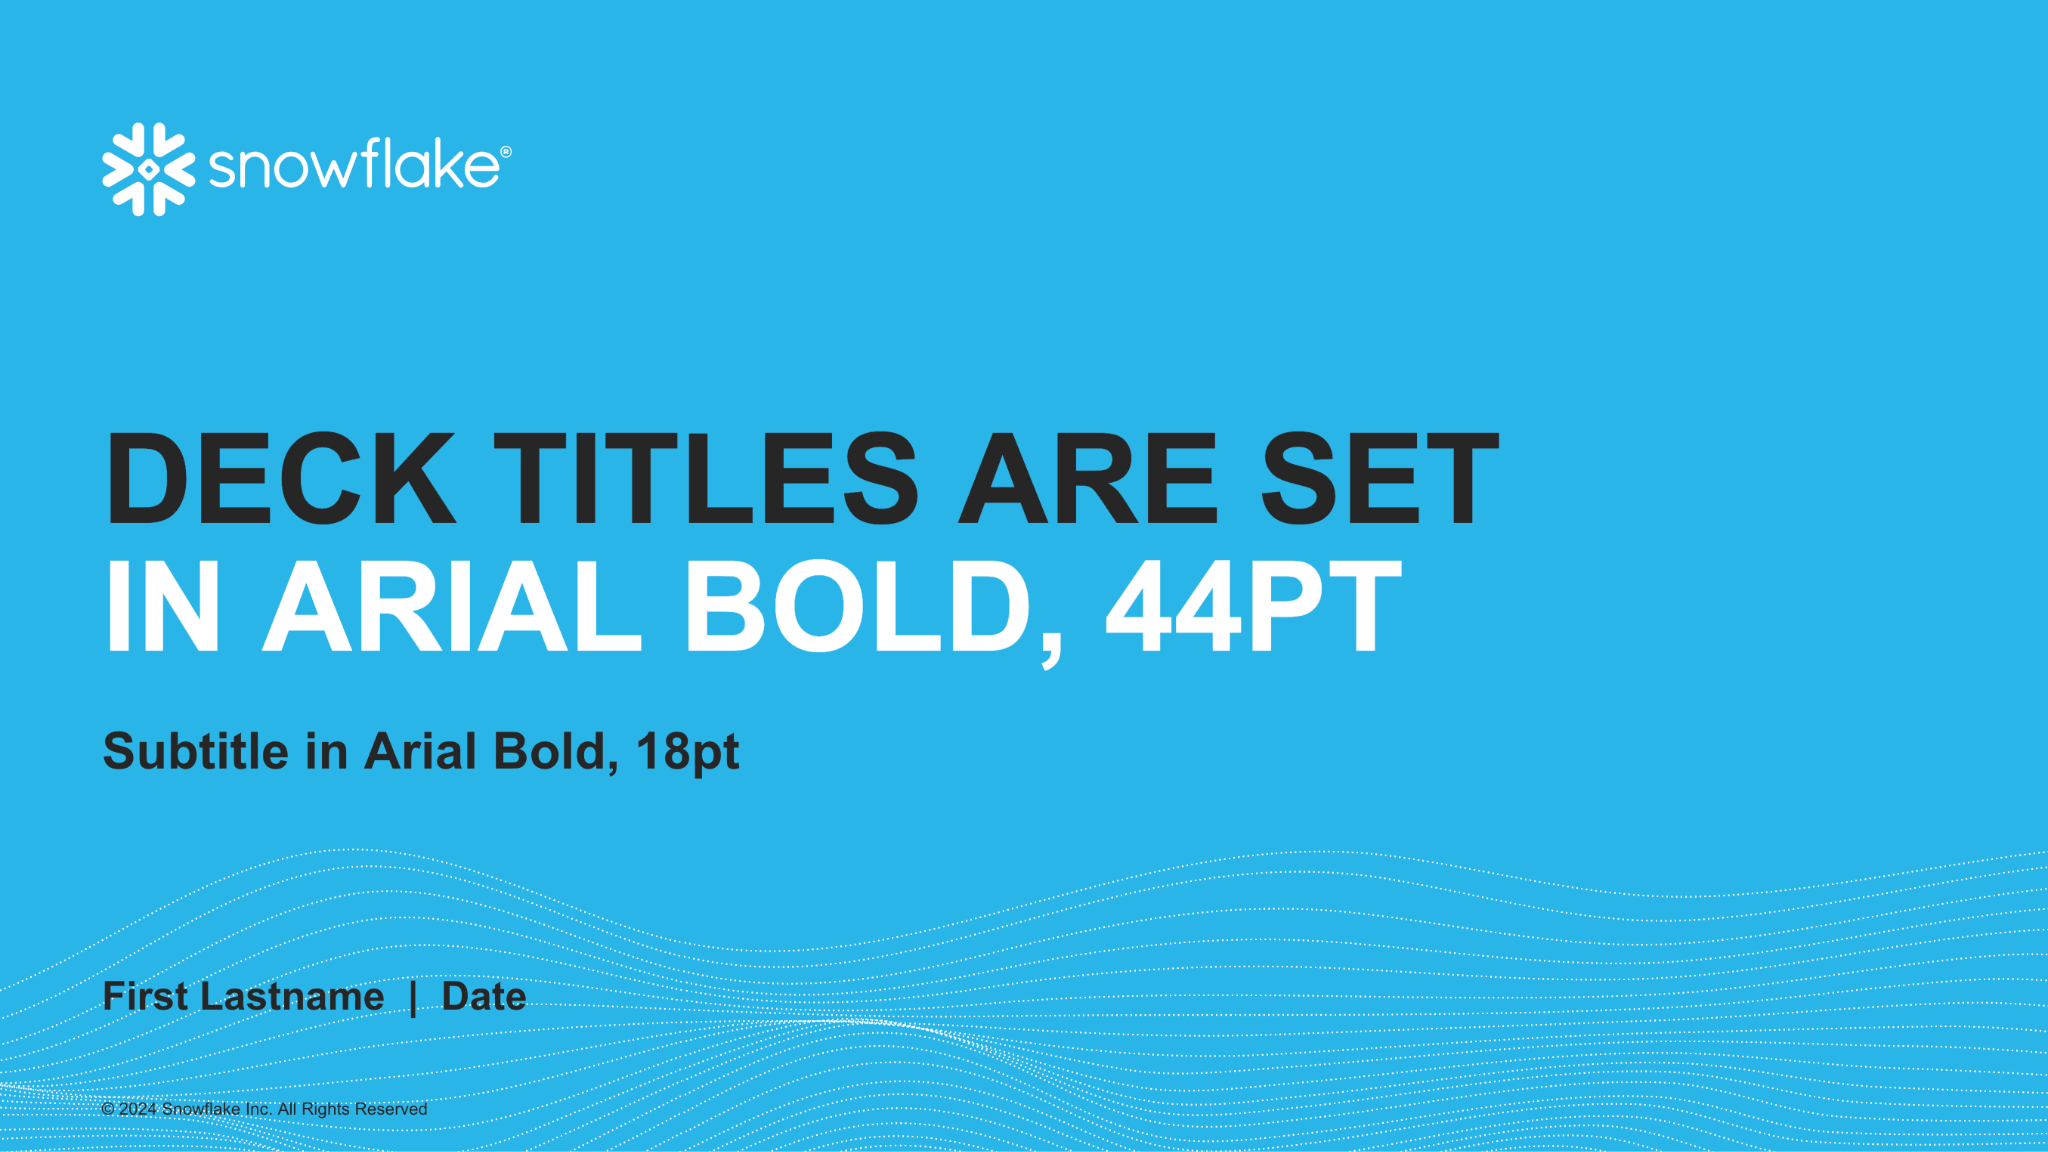 snowflake®
DECK TITLES ARE SET
IN ARIAL BOLD, 44PT
Subtitle in Arial Bold, 18pt
First Lastname | Date
© 2024 Snowflake Inc. All Rights Reserved